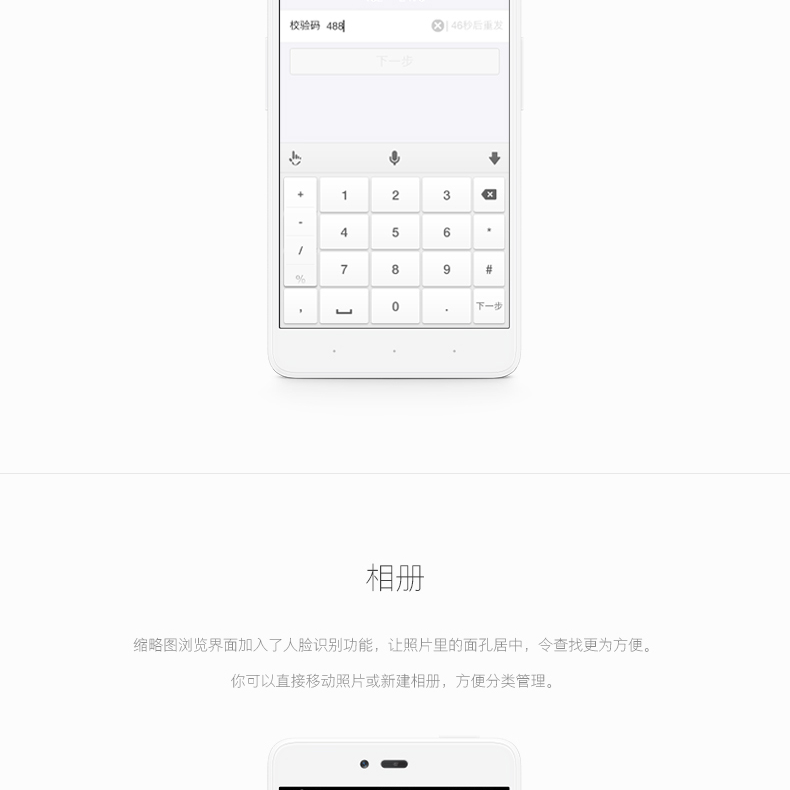 校验码 488 46秒后重发
下一步
+ 1 2 3
- 4 5 6 *
/ 7 8 9 #
%
, 0 . 下一步
相册
缩略图浏览界面加入了人脸识别功能，让照片里的面孔居中，令查找更为方便。
你可以直接移动照片或新建相册，方便分类管理。